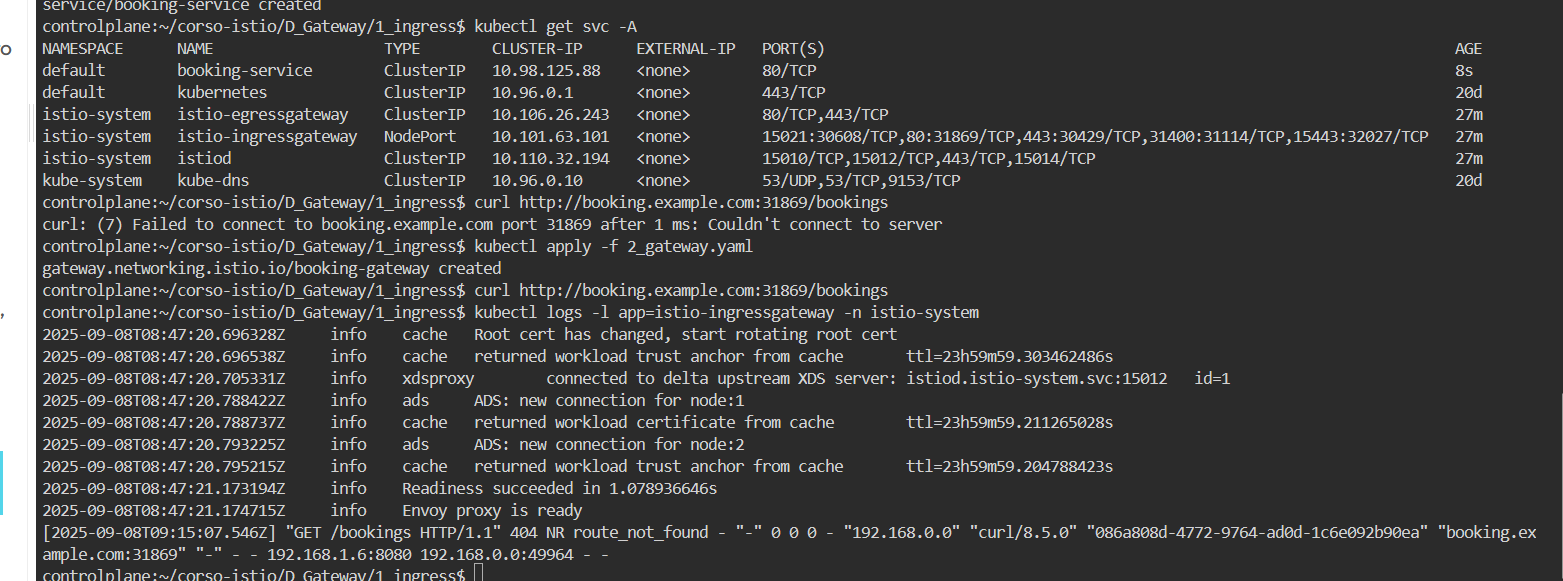 service/booking-service created
controlplane:~/corso-istio/D_Gateway/1_ingress$ kubectl get svc -A
NAMESPACE NAME TYPE CLUSTER-IP EXTERNAL-IP PORT(S) AGE
default booking-service ClusterIP 10.98.125.88 <none> 80/TCP 8s
default kubernetes ClusterIP 10.96.0.1 <none> 443/TCP 20d
istio-system istio-egressgateway ClusterIP 10.106.26.243 <none> 80/TCP,443/TCP 27m
istio-system istio-ingressgateway NodePort 10.101.63.101 <none> 15021:30608/TCP,80:31869/TCP,443:30429/TCP,31400:31114/TCP,15443:32027/TCP 27m
istio-system istiod ClusterIP 10.110.32.194 <none> 15010/TCP,15012/TCP,443/TCP,15014/TCP 27m
kube-system kube-dns ClusterIP 10.96.0.10 <none> 53/UDP,53/TCP,9153/TCP 20d
controlplane:~/corso-istio/D_Gateway/1_ingress$ curl http://booking.example.com:31869/bookings
curl: (7) Failed to connect to booking.example.com port 31869 after 1 ms: Couldn't connect to server
controlplane:~/corso-istio/D_Gateway/1_ingress$ kubectl apply -f 2_gateway.yaml
gateway.networking.istio.io/booking-gateway created
controlplane:~/corso-istio/D_Gateway/1_ingress$ curl http://booking.example.com:31869/bookings
controlplane:~/corso-istio/D_Gateway/1_ingress$ kubectl logs -l app=istio-ingressgateway -n istio-system
2025-09-08T08:47:20.696328Z info cache Root cert has changed, start rotating root cert
2025-09-08T08:47:20.696538Z info cache returned workload trust anchor from cache ttl=23h59m59.303462486s
2025-09-08T08:47:20.705331Z info xdsproxy connected to delta upstream XDS server: istiod.istio-system.svc:15012 id=1
2025-09-08T08:47:20.788422Z info ads ADS: new connection for node:1
2025-09-08T08:47:20.788737Z info cache returned workload certificate from cache ttl=23h59m59.211265028s
2025-09-08T08:47:20.793225Z info ads ADS: new connection for node:2
2025-09-08T08:47:20.795215Z info cache returned workload trust anchor from cache ttl=23h59m59.204788423s
2025-09-08T08:47:21.173194Z info Readiness succeeded in 1.078936646s
2025-09-08T08:47:21.174715Z info Envoy proxy is ready
[2025-09-08T09:15:07.546Z] "GET /bookings HTTP/1.1" 404 NR route_not_found - "-" 0 0 0 - "192.168.0.0" "curl/8.5.0" "086a808d-4772-9764-ad0d-1c6e092b90ea" "booking.ex
ample.com:31869" "-" - - 192.168.1.6:8080 192.168.0.0:49964 - -
controlplane:~/corso-istio/D_Gateway/1_ingress$